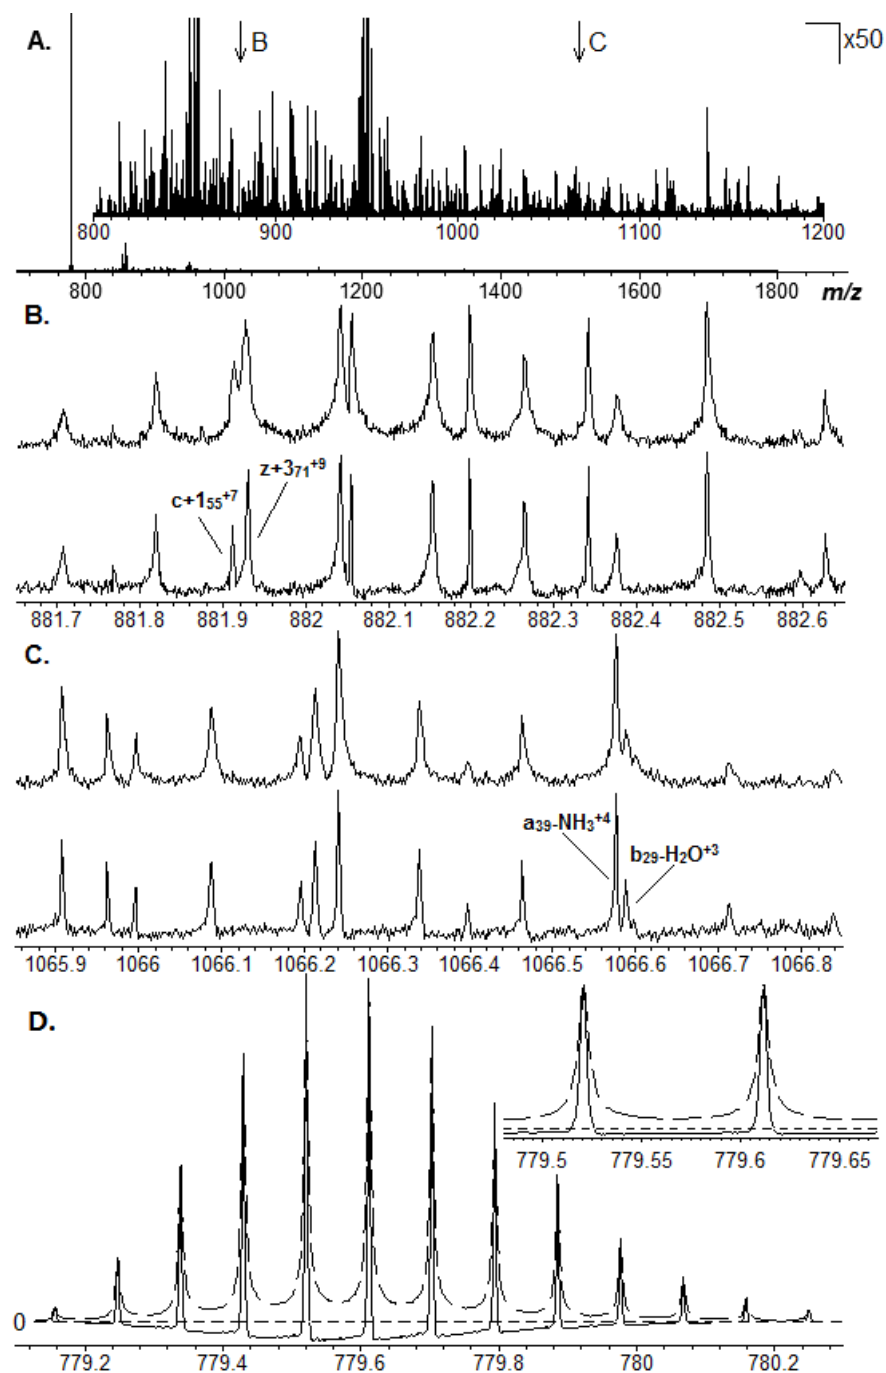 A.
B
C
x50
800 900 1000 1100 1200
800 1000 1200 1400 1600 1800 m/z
B.
z+3₇₁⁺⁹
c+1₅₅⁺⁷
881.7 881.8 881.9 882 882.1 882.2 882.3 882.4 882.5 882.6
C.
a₃₉-NH₃⁺⁴
b₂₉-H₂O⁺³
1065.9 1066 1066.1 1066.2 1066.3 1066.4 1066.5 1066.6 1066.7 1066.8
D.
779.5 779.55 779.6 779.65
0
779.2 779.4 779.6 779.8 780 780.2